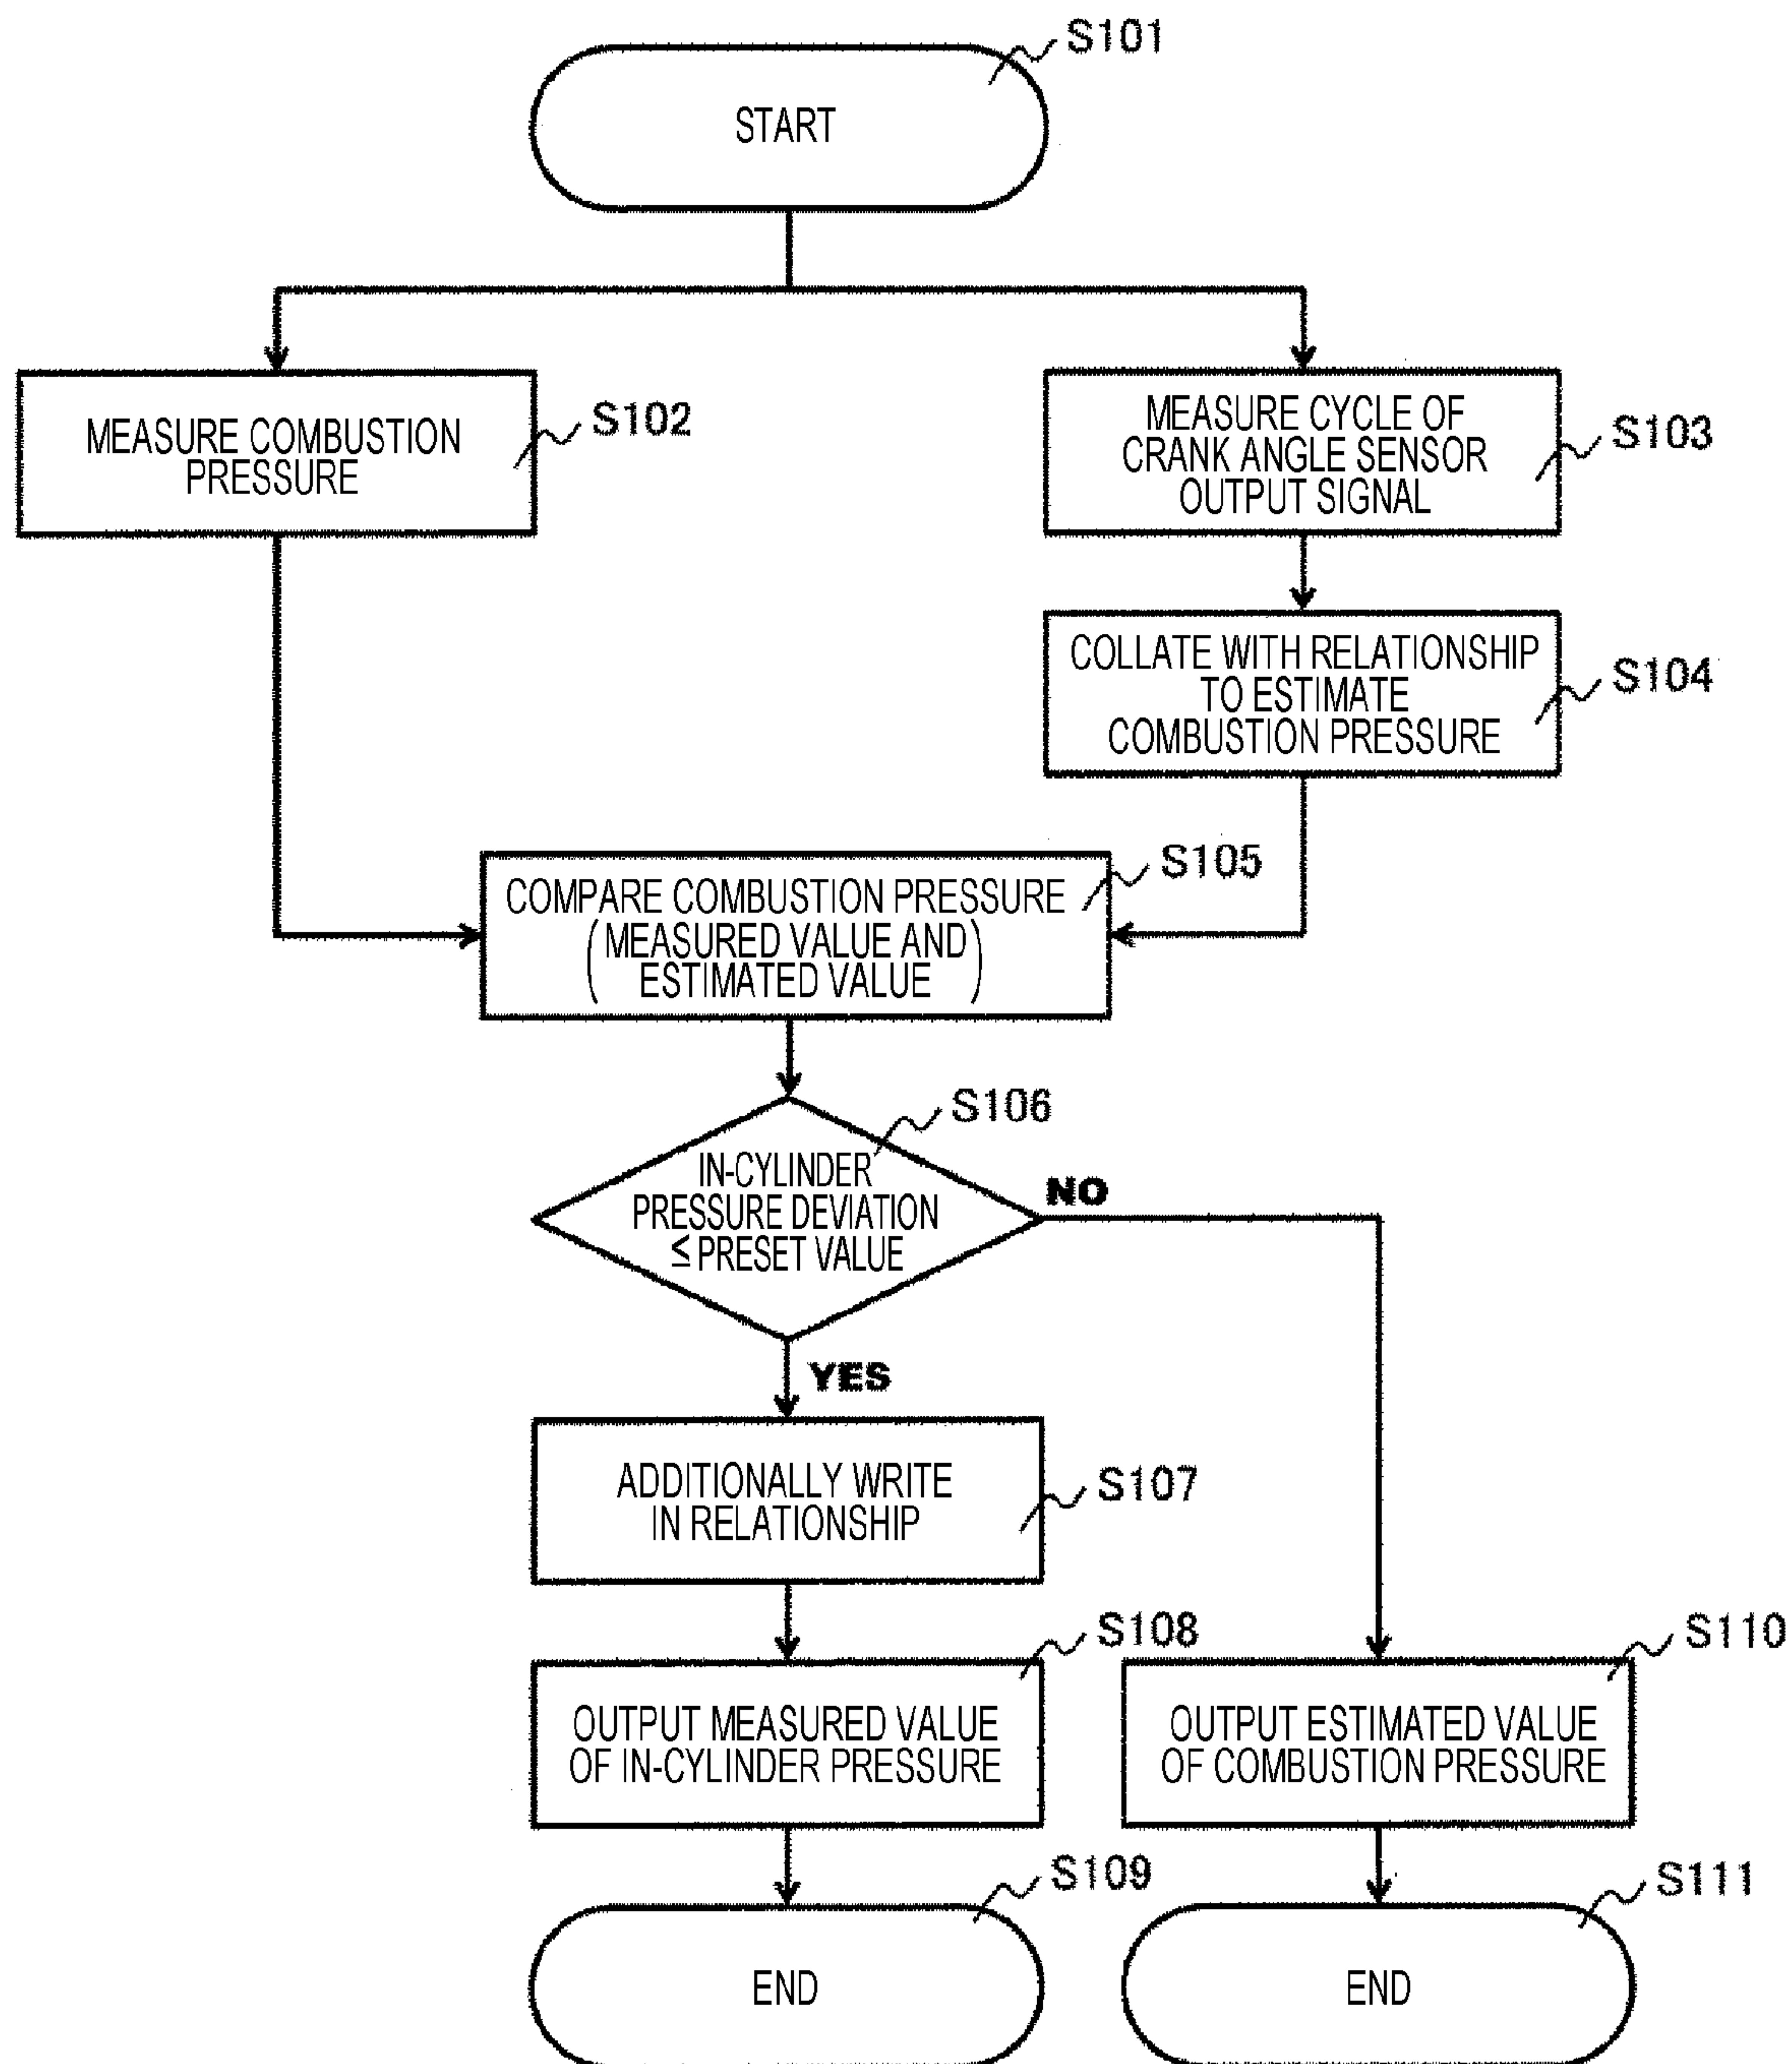 S101
START
MEASURE COMBUSTION
PRESSURE
S102
MEASURE CYCLE OF
CRANK ANGLE SENSOR
OUTPUT SIGNAL
S103
COLLATE WITH RELATIONSHIP
TO ESTIMATE
COMBUSTION PRESSURE
S104
S105
COMPARE COMBUSTION PRESSURE
(MEASURED VALUE AND
ESTIMATED VALUE)
S106
IN-CYLINDER
PRESSURE DEVIATION
≤ PRESET VALUE
NO
YES
ADDITIONALLY WRITE
IN RELATIONSHIP
S107
S108
OUTPUT MEASURED VALUE
OF IN-CYLINDER PRESSURE
S110
OUTPUT ESTIMATED VALUE
OF COMBUSTION PRESSURE
S109
END
S111
END